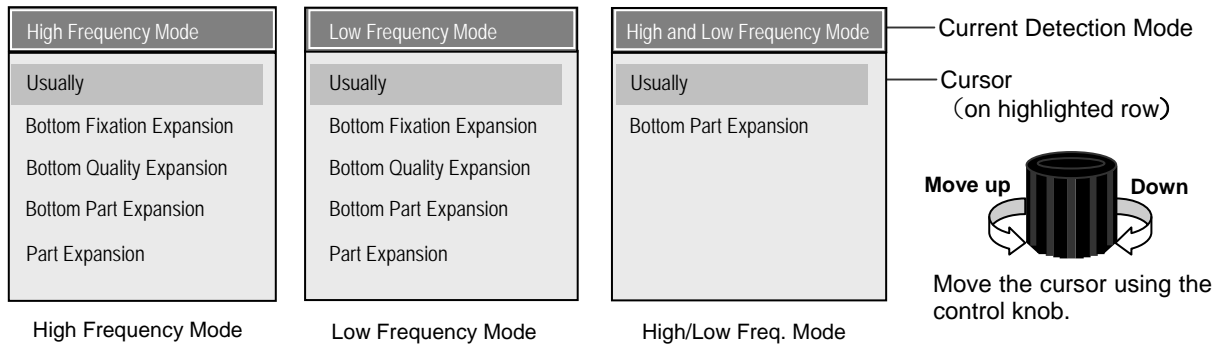 High Frequency Mode
Usually
Bottom Fixation Expansion
Bottom Quality Expansion
Bottom Part Expansion
Part Expansion
High Frequency Mode
Low Frequency Mode
Usually
Bottom Fixation Expansion
Bottom Quality Expansion
Bottom Part Expansion
Part Expansion
Low Frequency Mode
High and Low Frequency Mode
Usually
Bottom Part Expansion
High/Low Freq. Mode
Current Detection Mode
Cursor
（on highlighted row）
Move up
Down
Move the cursor using the
control knob.